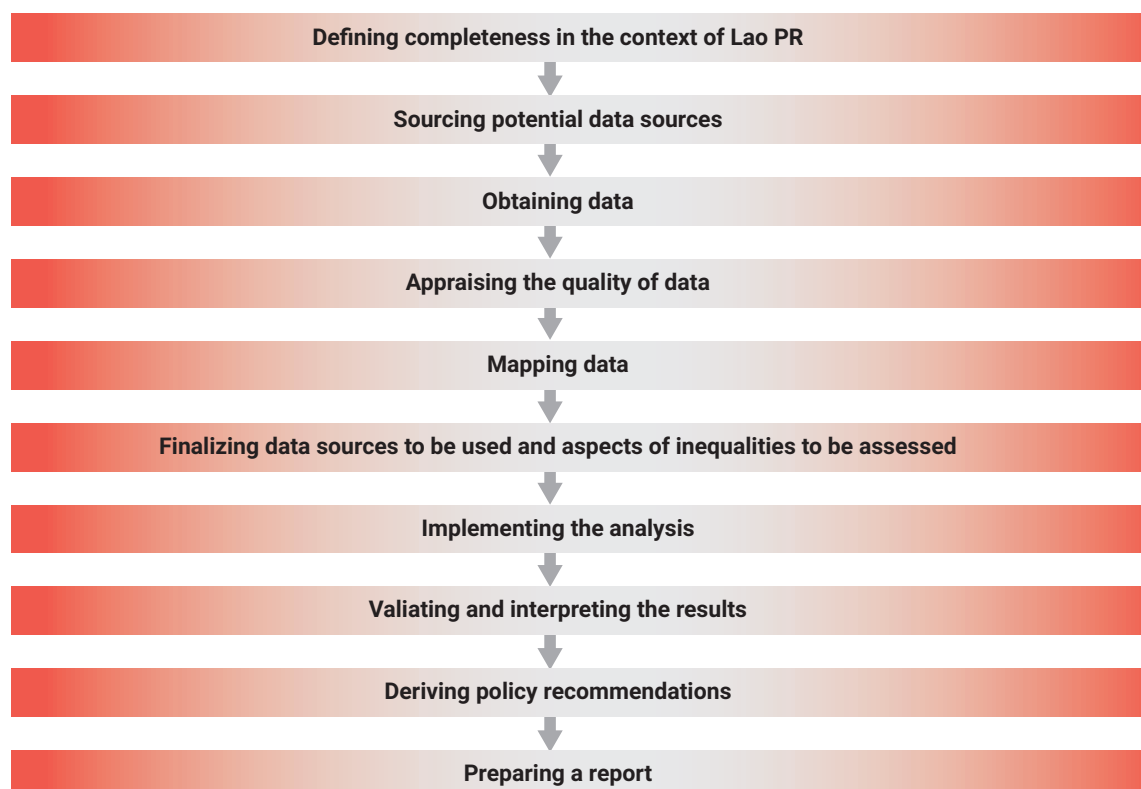 Defining completeness in the context of Lao PR
Sourcing potential data sources
Obtaining data
Appraising the quality of data
Mapping data
Finalizing data sources to be used and aspects of inequalities to be assessed
Implementing the analysis
Valiating and interpreting the results
Deriving policy recommendations
Preparing a report